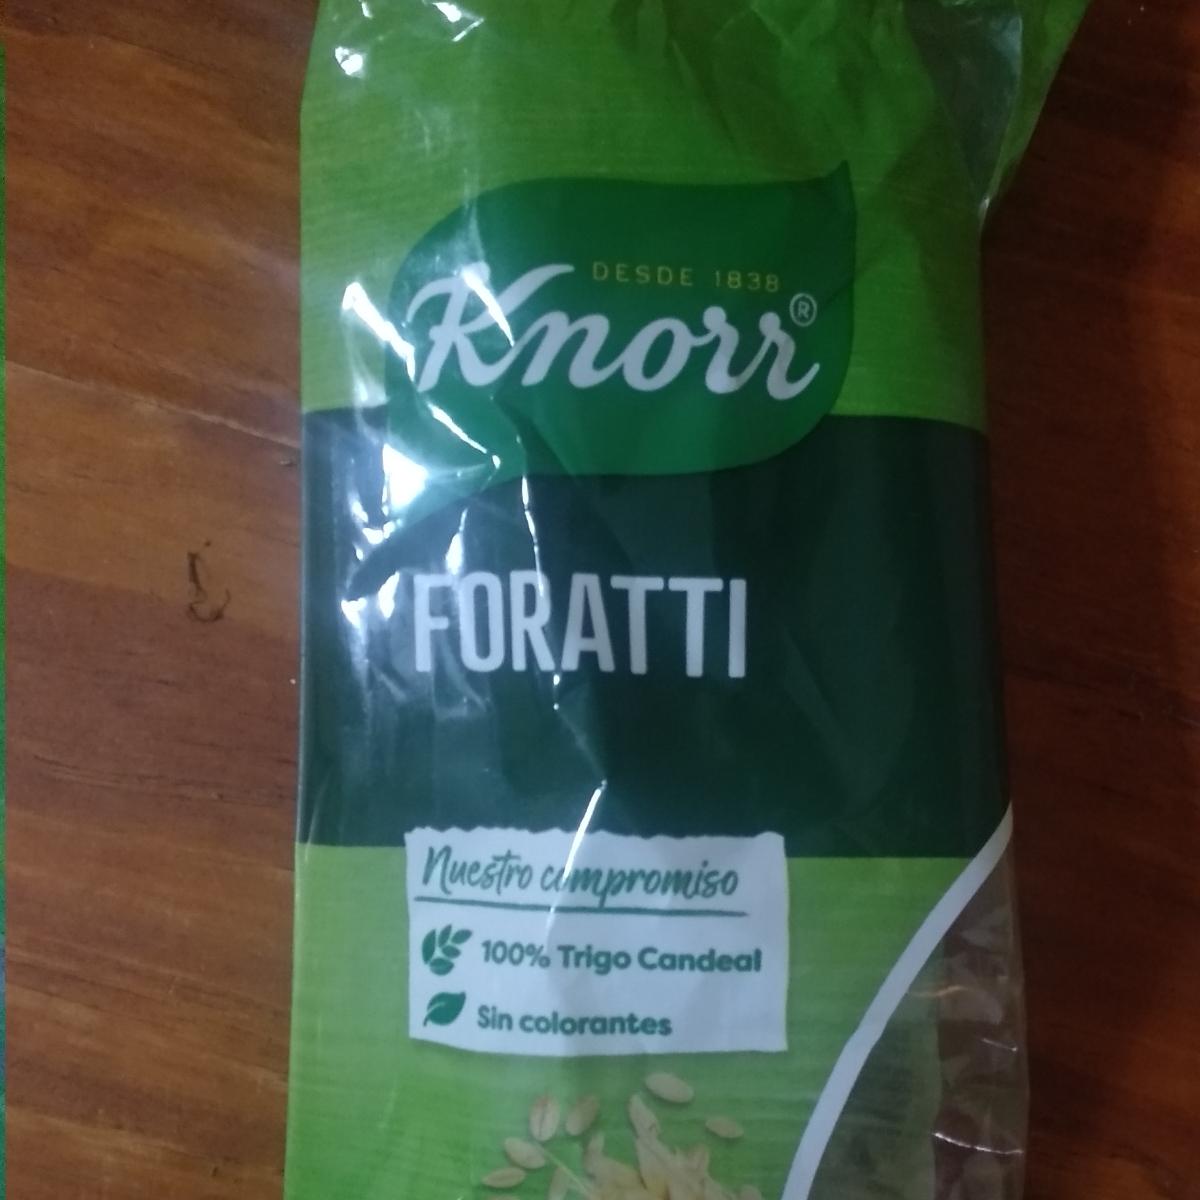 DESDE 1838
Knorr®
FORATTI
Nuestro compromiso
100% Trigo Candeal
Sin colorantes